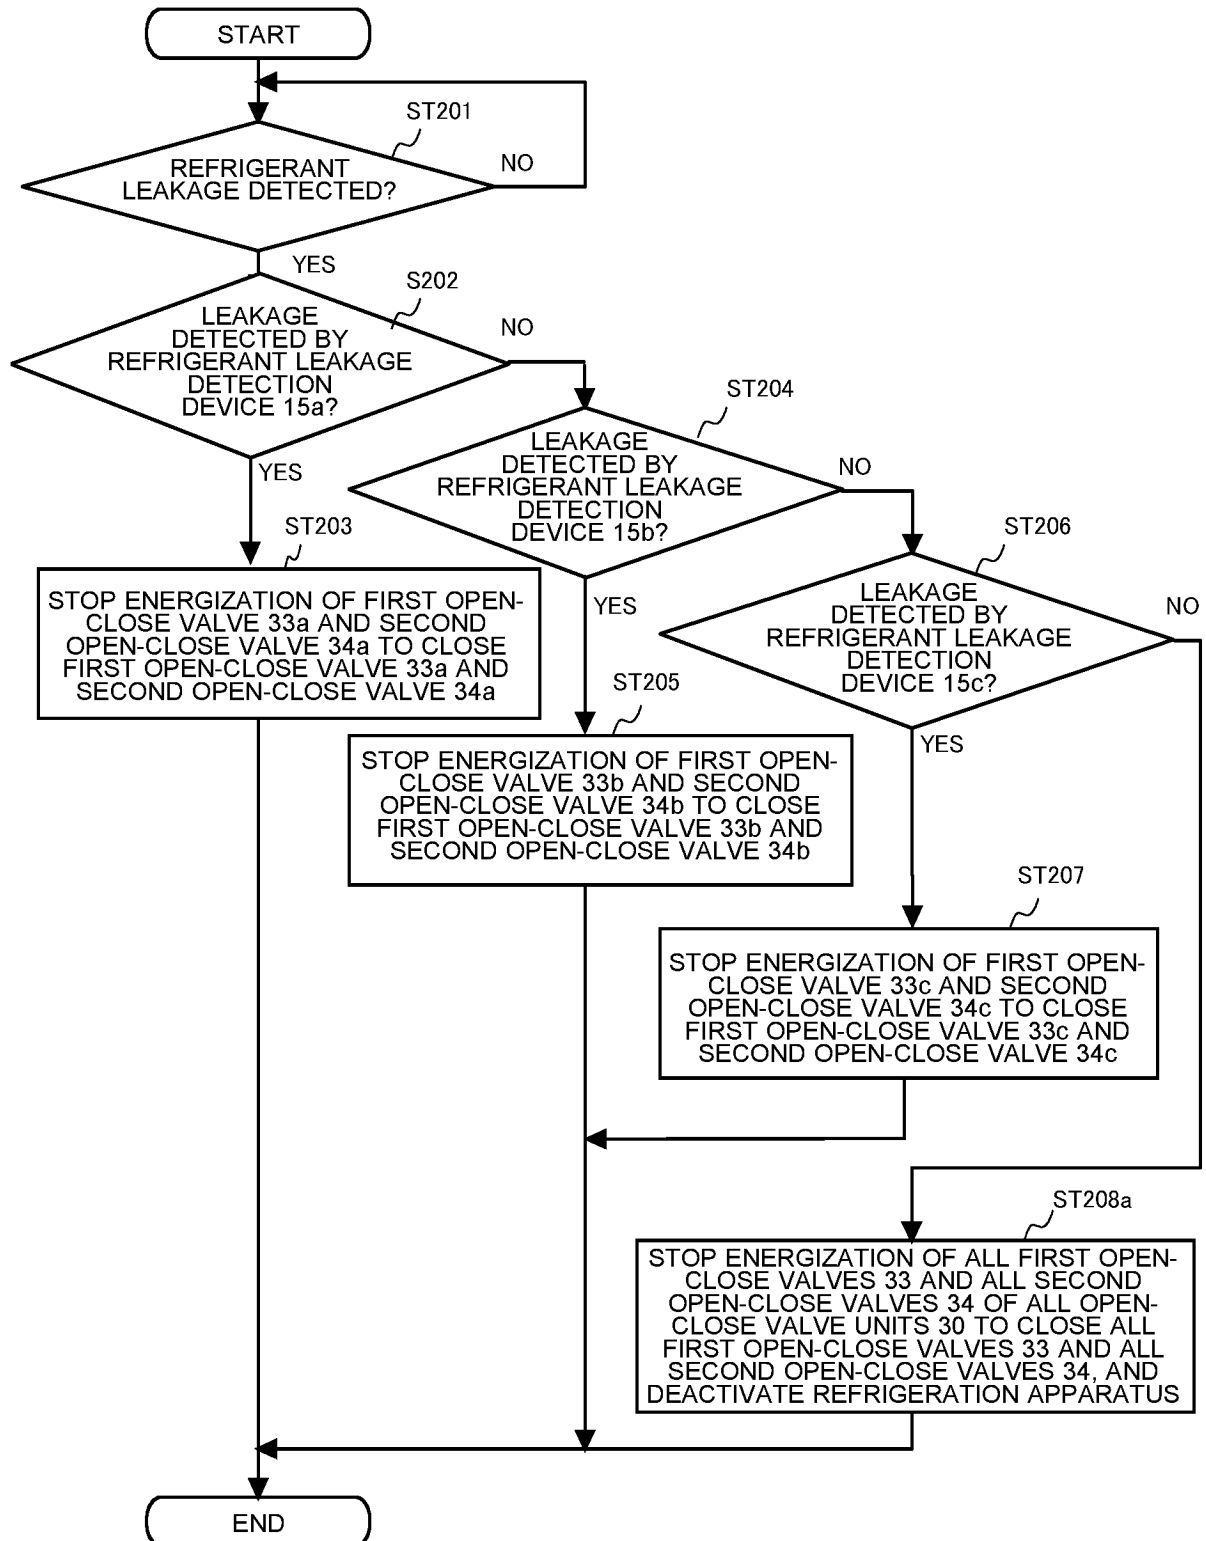 START
ST201
REFRIGERANT
LEAKAGE DETECTED?
NO
YES
S202
LEAKAGE
DETECTED BY
REFRIGERANT LEAKAGE
DETECTION
DEVICE 15a?
NO
YES
ST203
STOP ENERGIZATION OF FIRST OPEN-
CLOSE VALVE 33a AND SECOND
OPEN-CLOSE VALVE 34a TO CLOSE
FIRST OPEN-CLOSE VALVE 33a AND
SECOND OPEN-CLOSE VALVE 34a
ST204
LEAKAGE
DETECTED BY
REFRIGERANT LEAKAGE
DETECTION
DEVICE 15b?
NO
YES
ST205
STOP ENERGIZATION OF FIRST OPEN-
CLOSE VALVE 33b AND SECOND
OPEN-CLOSE VALVE 34b TO CLOSE
FIRST OPEN-CLOSE VALVE 33b AND
SECOND OPEN-CLOSE VALVE 34b
ST206
LEAKAGE
DETECTED BY
REFRIGERANT LEAKAGE
DETECTION
DEVICE 15c?
NO
YES
ST207
STOP ENERGIZATION OF FIRST OPEN-
CLOSE VALVE 33c AND SECOND
OPEN-CLOSE VALVE 34c TO CLOSE
FIRST OPEN-CLOSE VALVE 33c AND
SECOND OPEN-CLOSE VALVE 34c
ST208a
STOP ENERGIZATION OF ALL FIRST OPEN-
CLOSE VALVES 33 AND ALL SECOND
OPEN-CLOSE VALVES 34 OF ALL OPEN-
CLOSE VALVE UNITS 30 TO CLOSE ALL
FIRST OPEN-CLOSE VALVES 33 AND ALL
SECOND OPEN-CLOSE VALVES 34, AND
DEACTIVATE REFRIGERATION APPARATUS
END